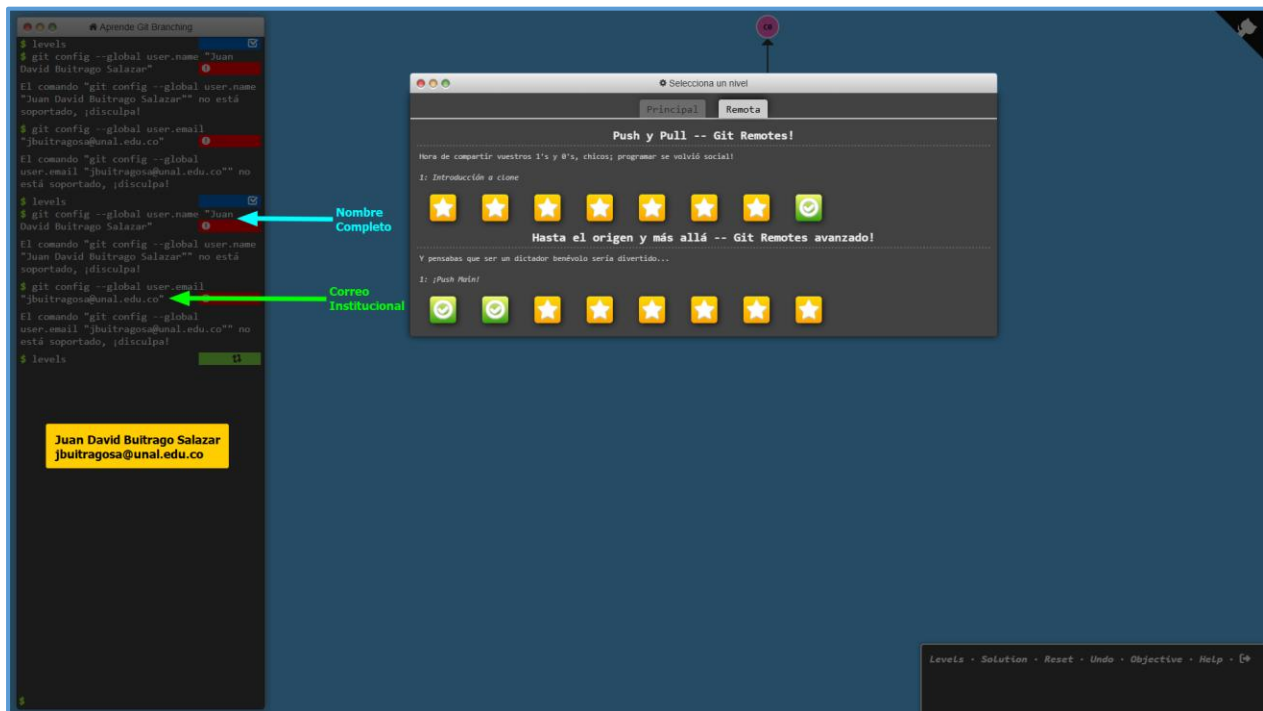 Aprende Git Branching
$ levels
$ git config --global user.name "Juan
David Buitrago Salazar"
El comando "git config --global user.name
"Juan David Buitrago Salazar"" no está
soportado, ¡disculpa!
$ git config --global user.email
"jbuitragosa@unal.edu.co"
El comando "git config --global
user.email "jbuitragosa@unal.edu.co"" no
está soportado, ¡disculpa!
$ levels
$ git config --global user.name "Juan
David Buitrago Salazar"
El comando "git config --global user.name
"Juan David Buitrago Salazar"" no está
soportado, ¡disculpa!
$ git config --global user.email
"jbuitragosa@unal.edu.co"
El comando "git config --global
user.email "jbuitragosa@unal.edu.co"" no
está soportado, ¡disculpa!
$ levels
$
Nombre
Completo
Correo
Institucional
Juan David Buitrago Salazar
jbuitragosa@unal.edu.co
Selecciona un nivel
Principal
Remota
Push y Pull -- Git Remotes!
Hora de compartir vuestros 1's y 0's, chicos; programar se volvió social!
1: Introducción a clone
Hasta el origen y más allá -- Git Remotes avanzado!
Y pensabas que ser un dictador benévolo sería divertido...
1: ¡Push Main!
Levels · Solution · Reset · Undo · Objective · Help ·